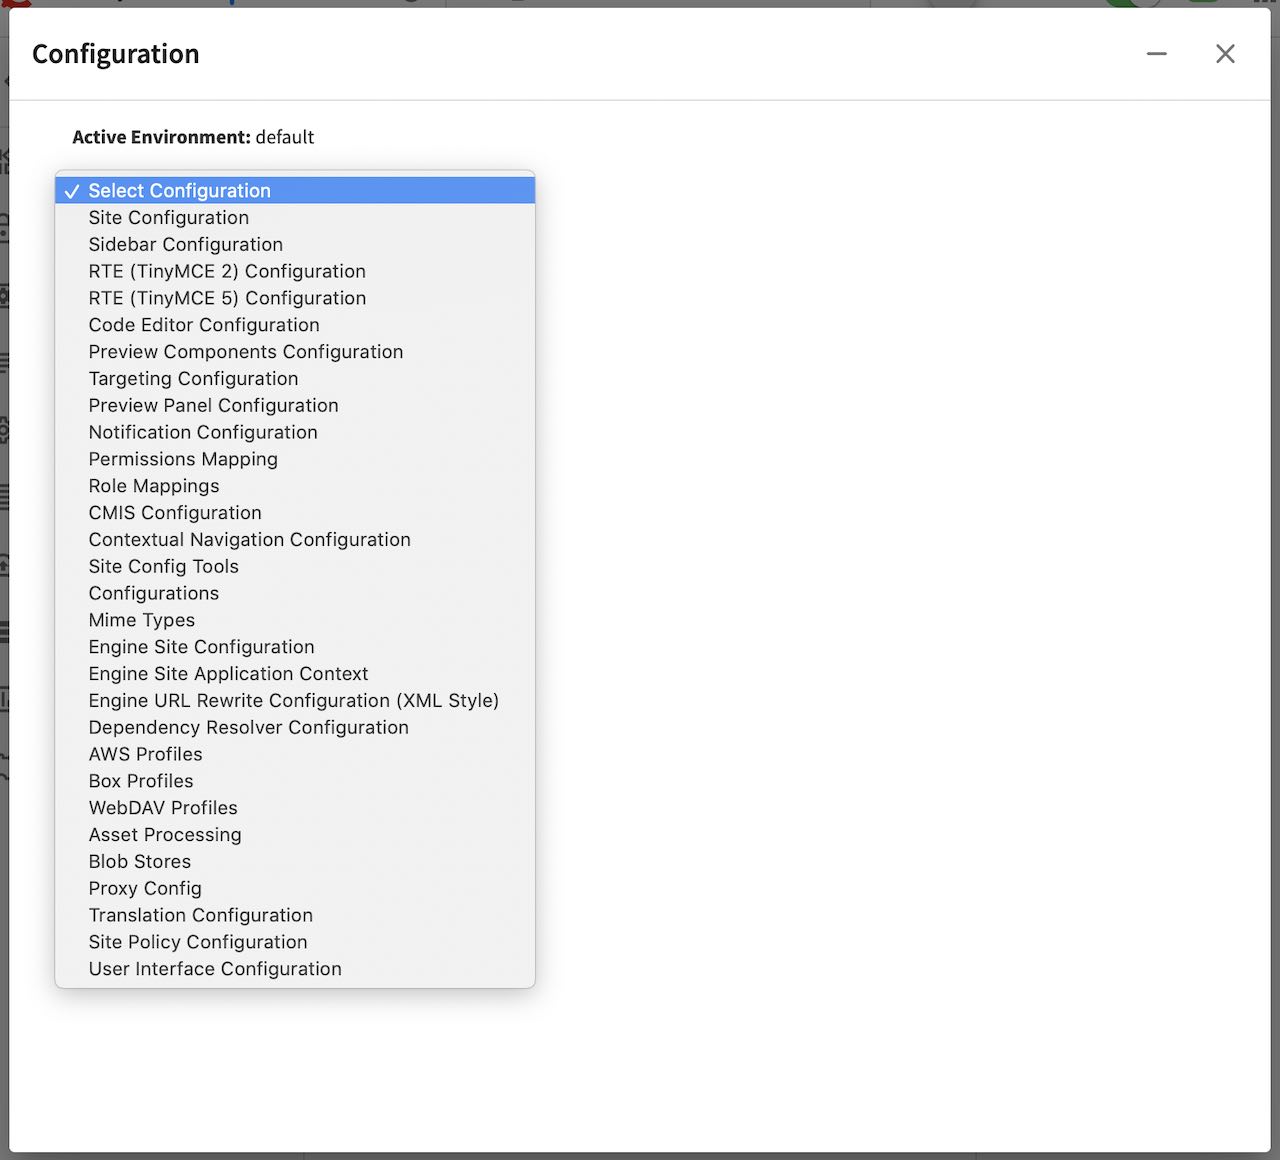 Configuration
Active Environment: default
✓ Select Configuration
Site Configuration
Sidebar Configuration
RTE (TinyMCE 2) Configuration
RTE (TinyMCE 5) Configuration
Code Editor Configuration
Preview Components Configuration
Targeting Configuration
Preview Panel Configuration
Notification Configuration
Permissions Mapping
Role Mappings
CMIS Configuration
Contextual Navigation Configuration
Site Config Tools
Configurations
Mime Types
Engine Site Configuration
Engine Site Application Context
Engine URL Rewrite Configuration (XML Style)
Dependency Resolver Configuration
AWS Profiles
Box Profiles
WebDAV Profiles
Asset Processing
Blob Stores
Proxy Config
Translation Configuration
Site Policy Configuration
User Interface Configuration